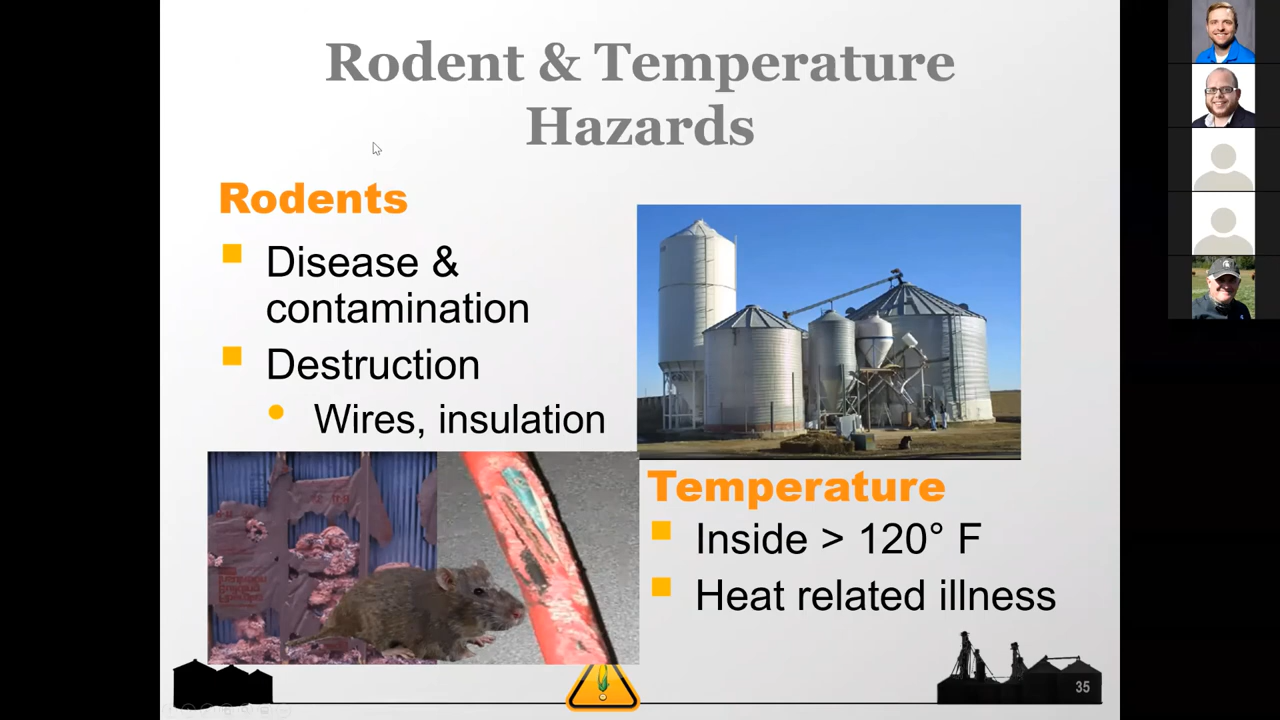 Rodent & Temperature
Hazards
Rodents
Disease &
contamination
Destruction
Wires, insulation
Temperature
Inside > 120° F
Heat related illness
35